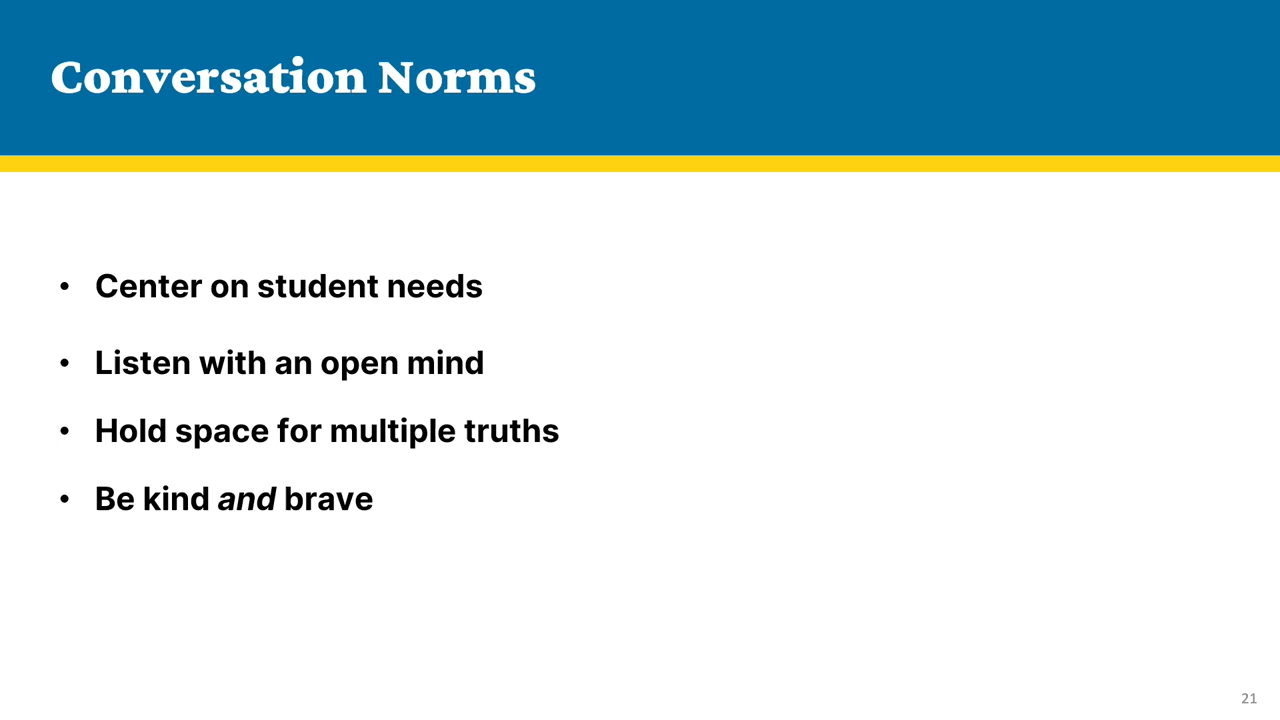 Conversation Norms
• Center on student needs
• Listen with an open mind
• Hold space for multiple truths
• Be kind and brave
21